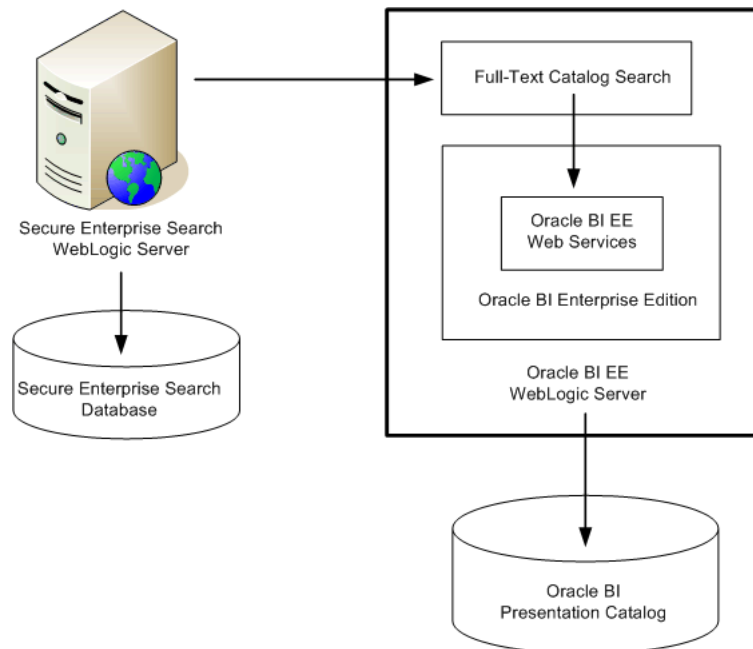 Full-Text Catalog Search
Secure Enterprise Search
WebLogic Server
Oracle BI EE
Web Services
Oracle BI Enterprise Edition
Oracle BI EE
WebLogic Server
Secure Enterprise Search
Database
Oracle BI
Presentation Catalog